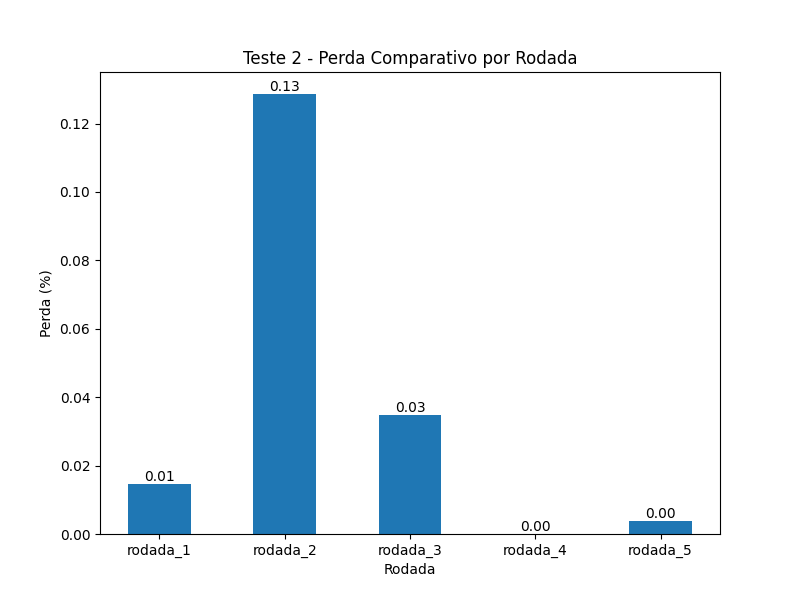 Teste 2 - Perda Comparativo por Rodada
0.13
0.12
0.10
0.08
Perda (%)
0.06
0.04
0.03
0.02
0.01
0.00
0.00
0.00
rodada_1
rodada_2
rodada_3
rodada_4
rodada_5
Rodada